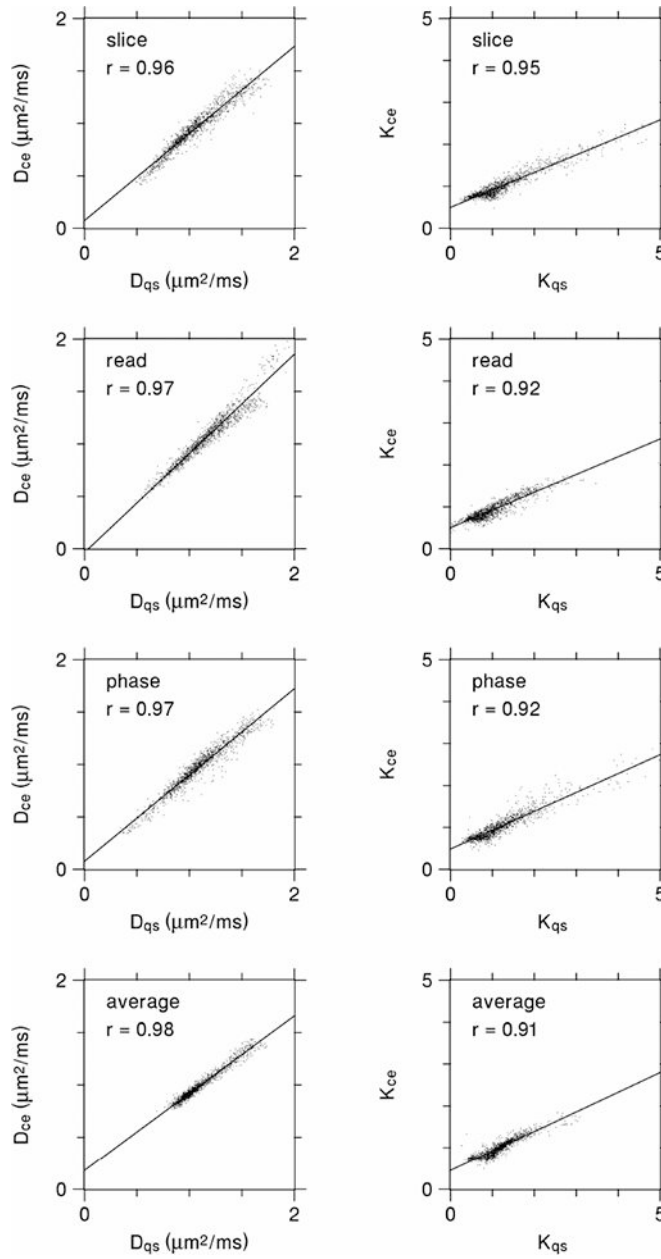 2
slice
r = 0.96
Dce (μm²/ms)
0
0
2
Dqs (μm²/ms)
5
slice
r = 0.95
Kce
0
0
5
Kqs
2
read
r = 0.97
Dce (μm²/ms)
0
0
2
Dqs (μm²/ms)
5
read
r = 0.92
Kce
0
0
5
Kqs
2
phase
r = 0.97
Dce (μm²/ms)
0
0
2
Dqs (μm²/ms)
5
phase
r = 0.92
Kce
0
0
5
Kqs
2
average
r = 0.98
Dce (μm²/ms)
0
0
2
Dqs (μm²/ms)
5
average
r = 0.91
Kce
0
0
5
Kqs